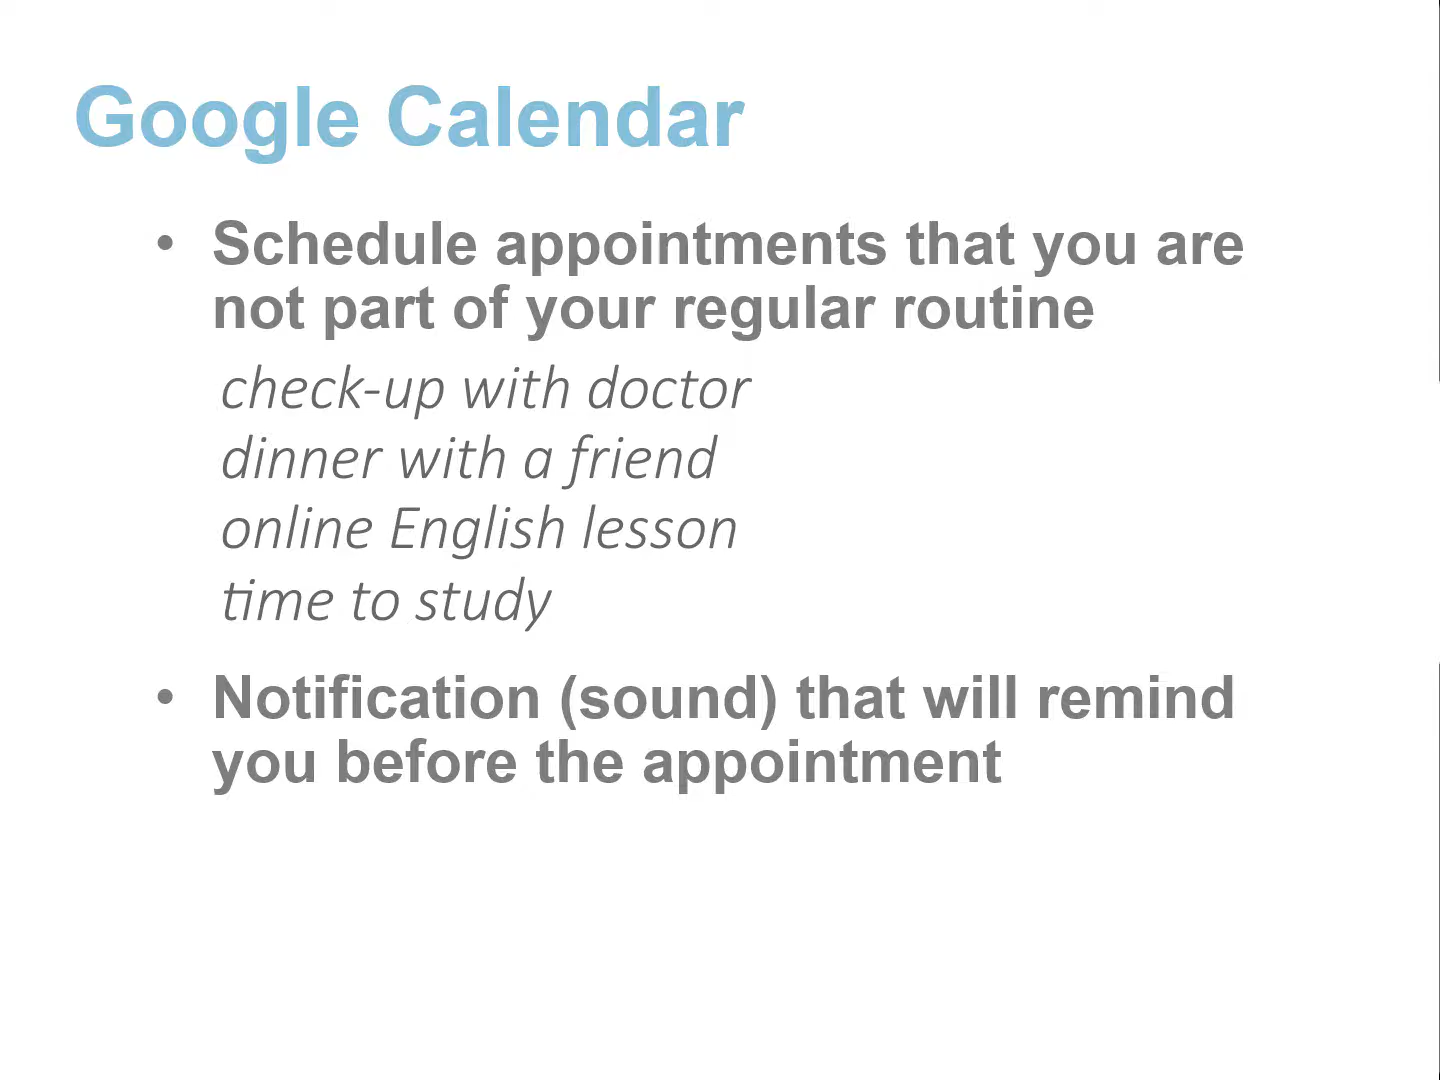 Google Calendar
• Schedule appointments that you are
not part of your regular routine
check-up with doctor
dinner with a friend
online English lesson
time to study
• Notification (sound) that will remind
you before the appointment